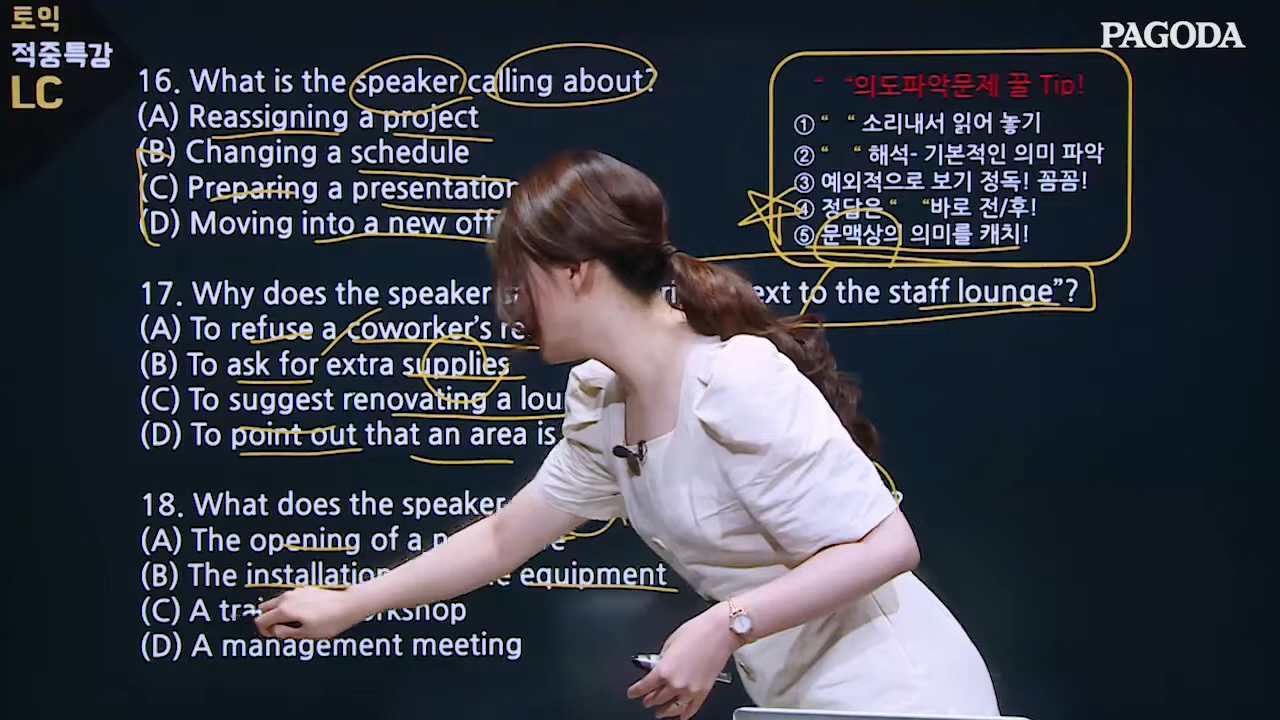 토익
적중특강
LC
PAGODA
16. What is the speaker calling about?
(A) Reassigning a project
(B) Changing a schedule
(C) Preparing a presentation
(D) Moving into a new
" "의도파악문제 꿀 Tip!
① " " 소리내서 읽어 놓기
② " " 해석- 기본적인 의미 파악
③ 예외적으로 보기 정독! 꼼꼼!
④ 정답은 " "바로 전/후!
⑤ 문맥상의 의미를 캐치!
17. Why does the speaker to the staff lounge"?
(A) To refuse a coworker's
(B) To ask for extra supplies
(C) To suggest renovating a
(D) To point out that an area is
18. What does the speaker ?
(A) The opening of a
(B) The installation equipment
(C) A
(D) A management meeting